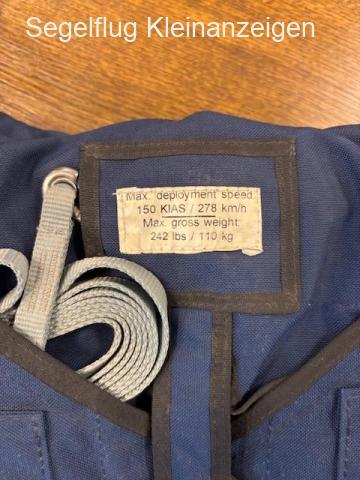 Segelflug Kleinanzeigen
Max. deployment speed:
150 KIAS / 278 km/h
Max. gross weight:
242 lbs / 110 kg